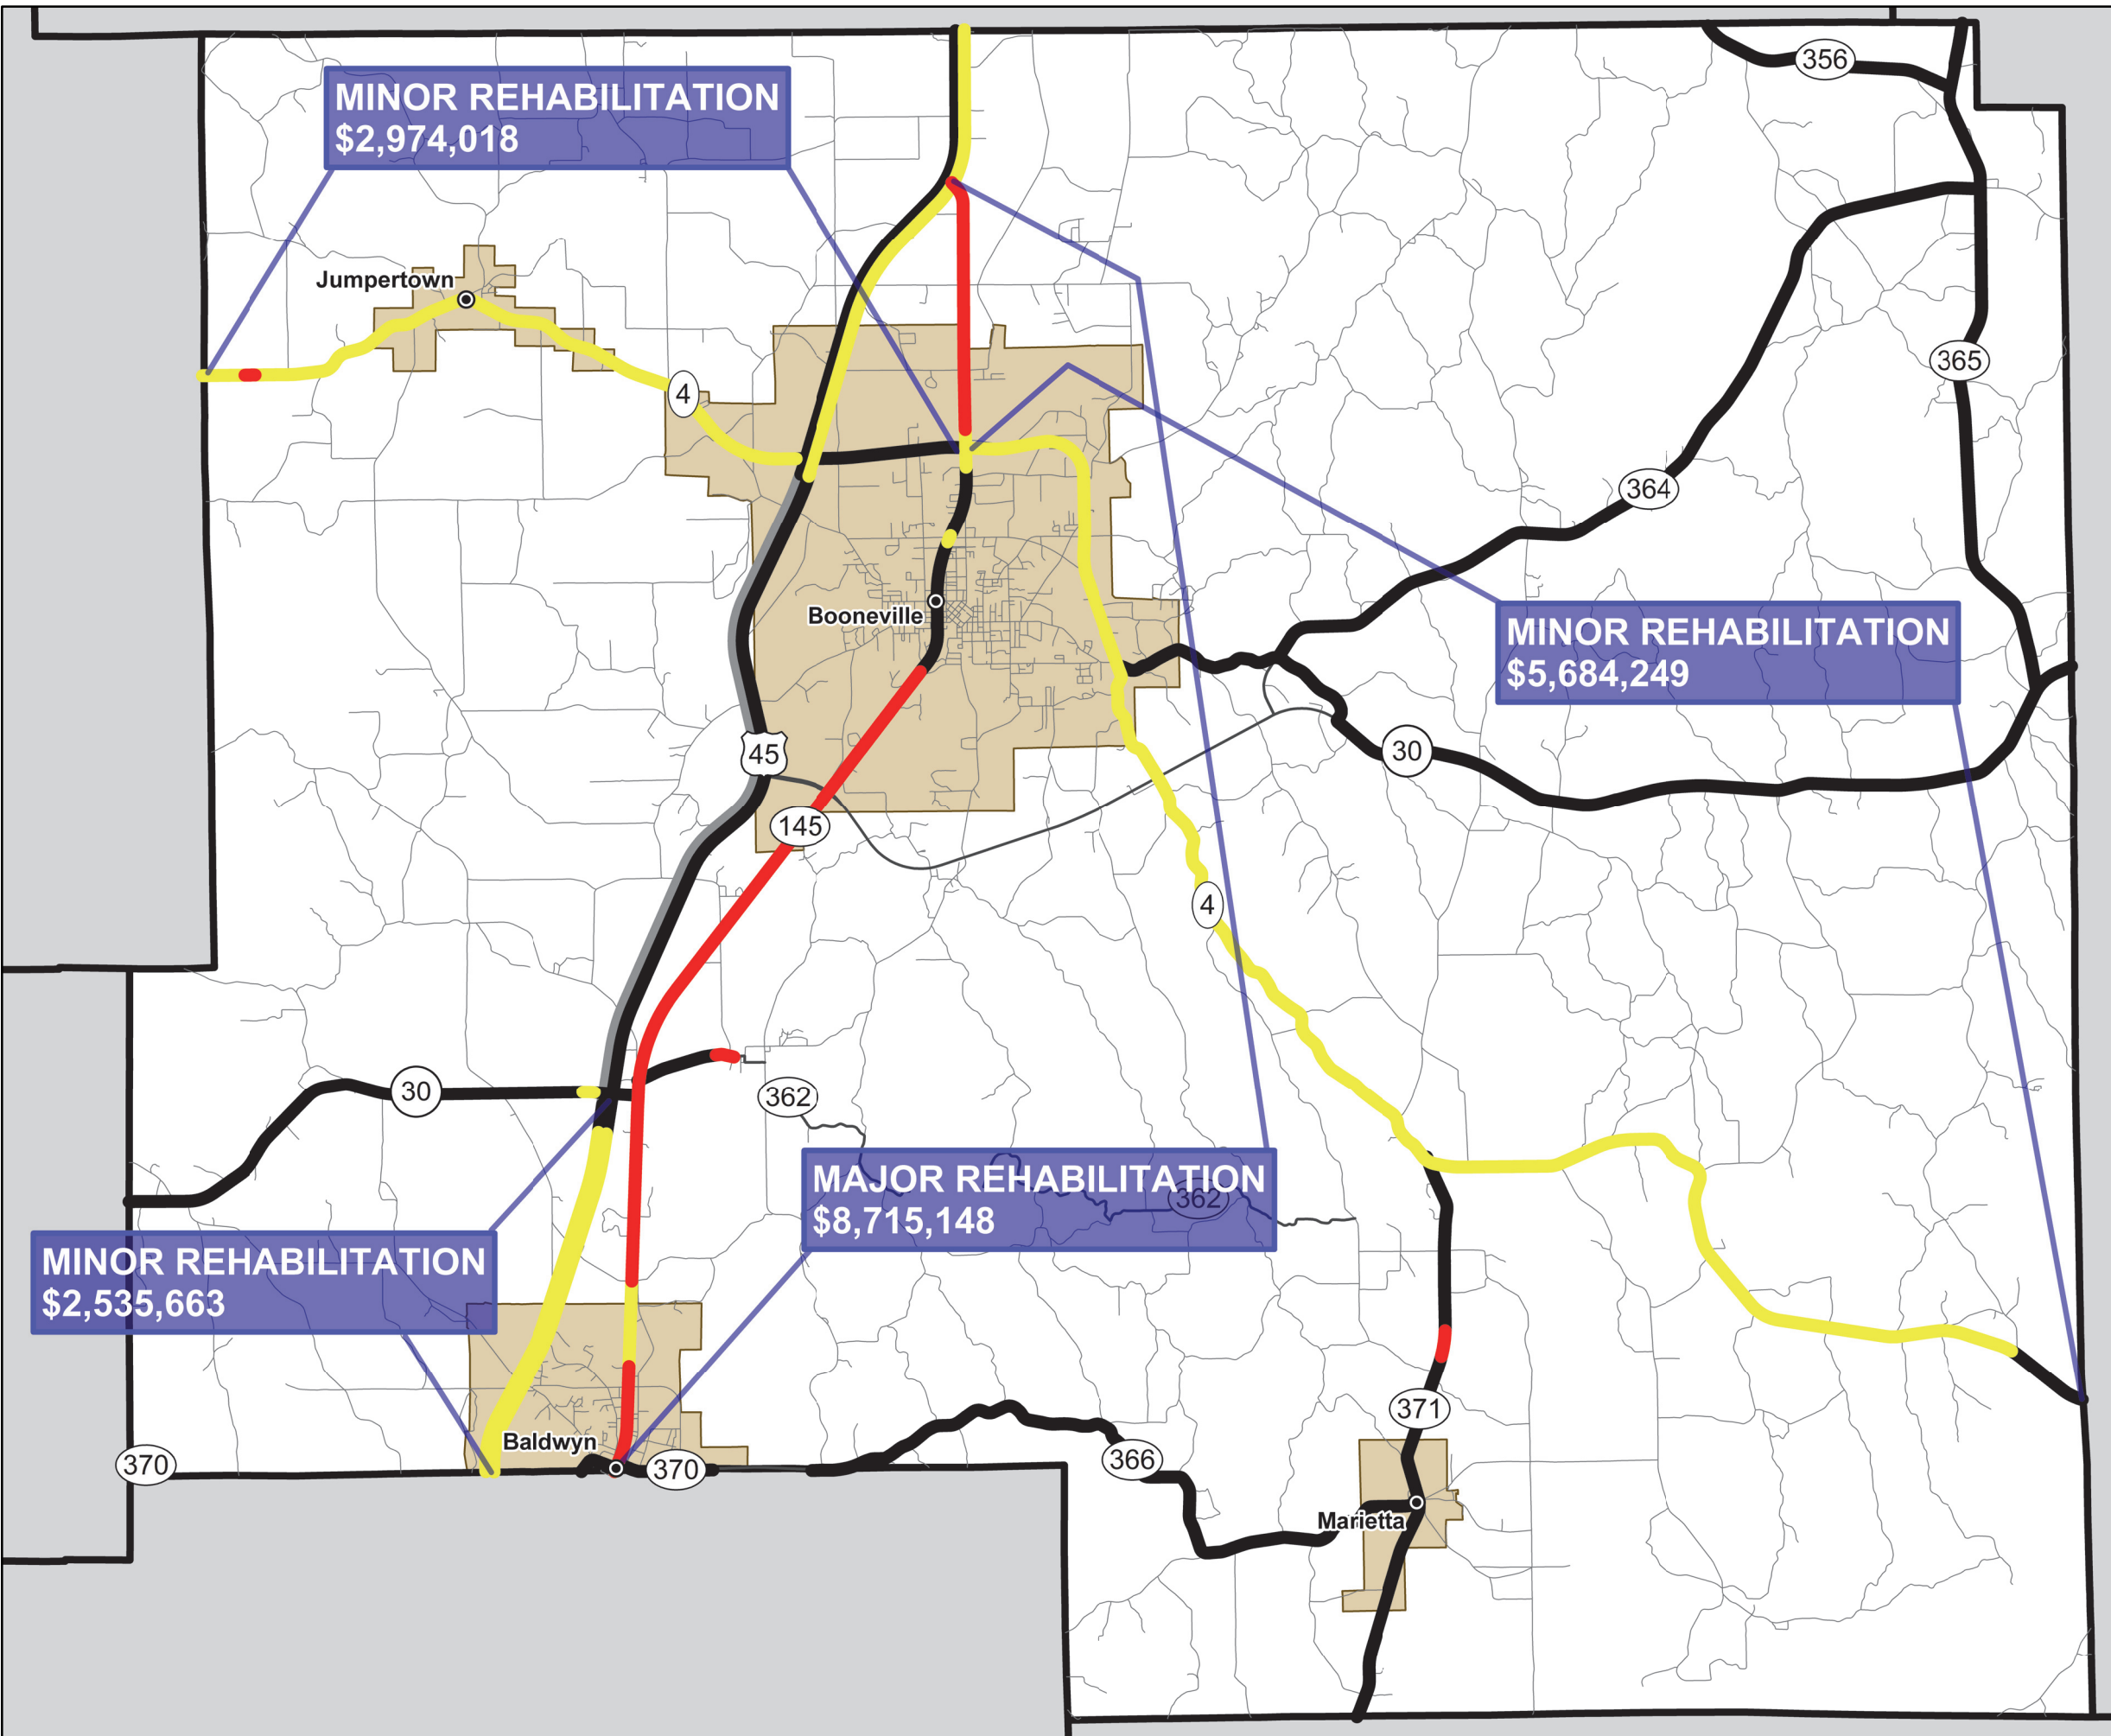 356
MINOR REHABILITATION
$2,974,018
Jumpertown
365
4
364
Booneville
MINOR REHABILITATION
$5,684,249
45
30
145
4
30
362
MAJOR REHABILITATION
$8,715,148
362
MINOR REHABILITATION
$2,535,663
371
Baldwyn
370
370
366
Marietta